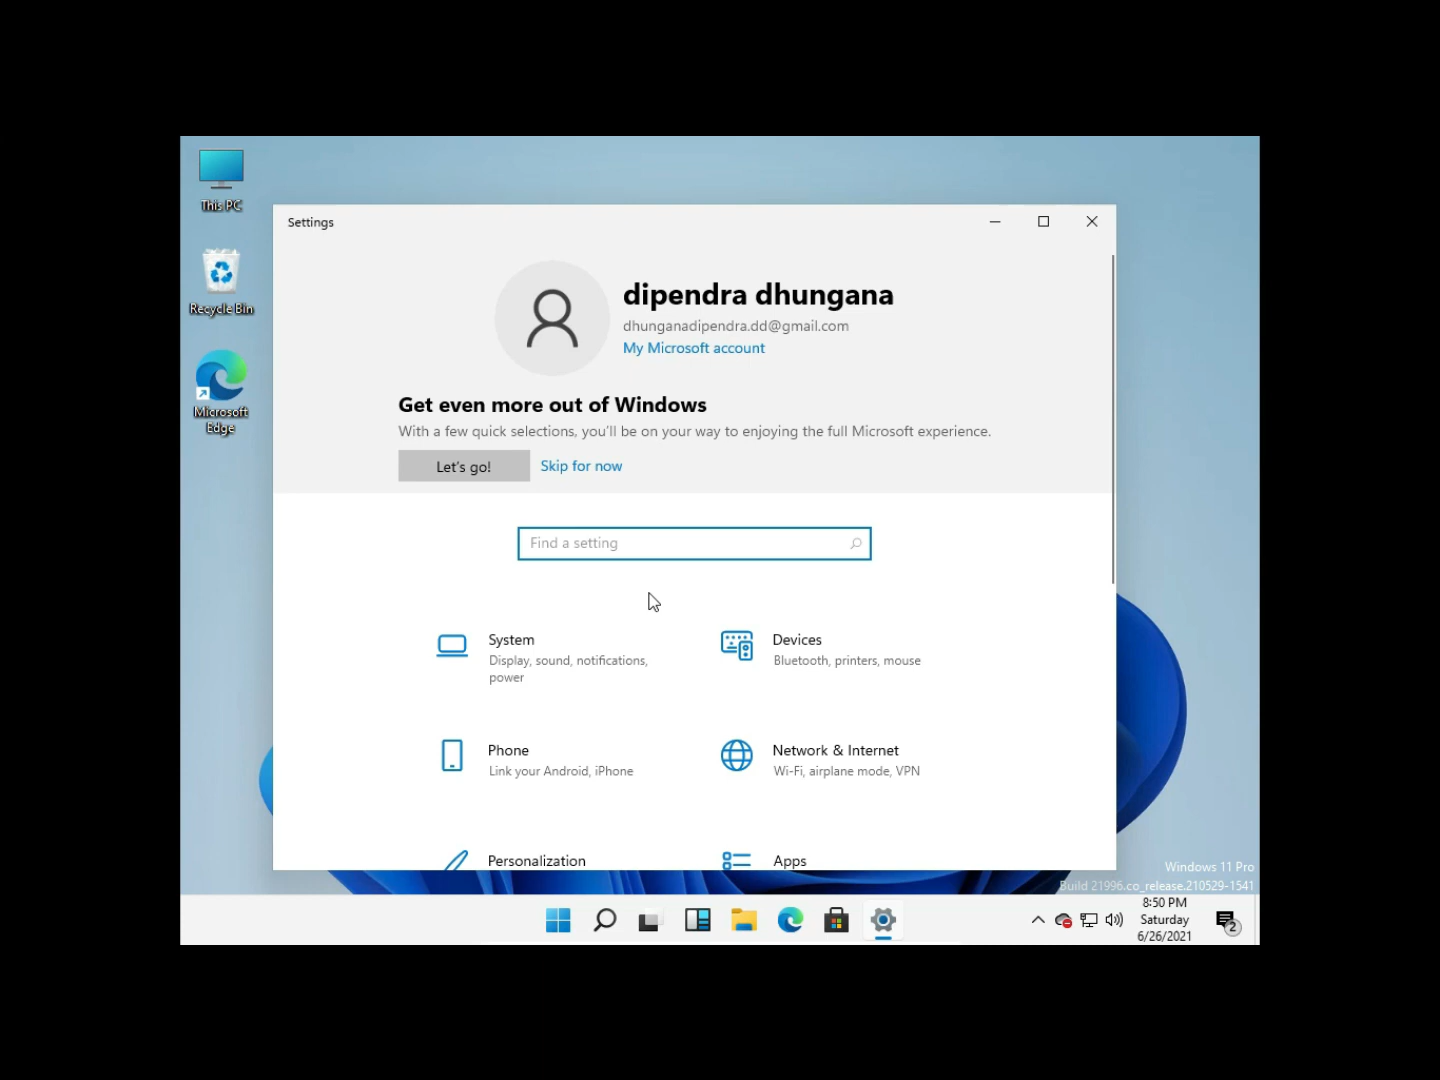 This PC
Recycle Bin
Microsoft
Edge
Settings
dipendra dhungana
dhunganadipendra.dd@gmail.com
My Microsoft account
Get even more out of Windows
With a few quick selections, you'll be on your way to enjoying the full Microsoft experience.
Let's go!
Skip for now
Find a setting
System
Display, sound, notifications,
power
Devices
Bluetooth, printers, mouse
Phone
Link your Android, iPhone
Network & Internet
Wi-Fi, airplane mode, VPN
Personalization
Apps
Windows 11 Pro
Build 21996.co_release.210529-1541
8:50 PM
Saturday
6/26/2021
2